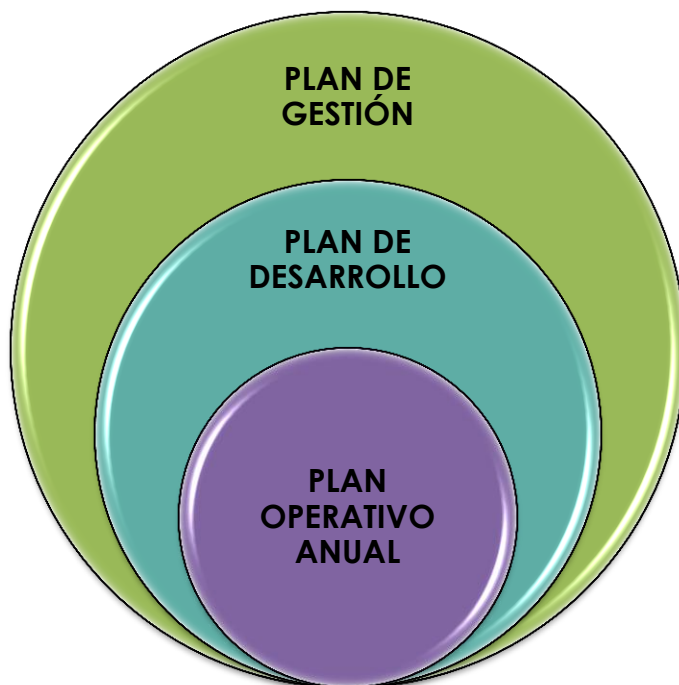 PLAN DE
GESTIÓN
PLAN DE
DESARROLLO
PLAN
OPERATIVO
ANUAL